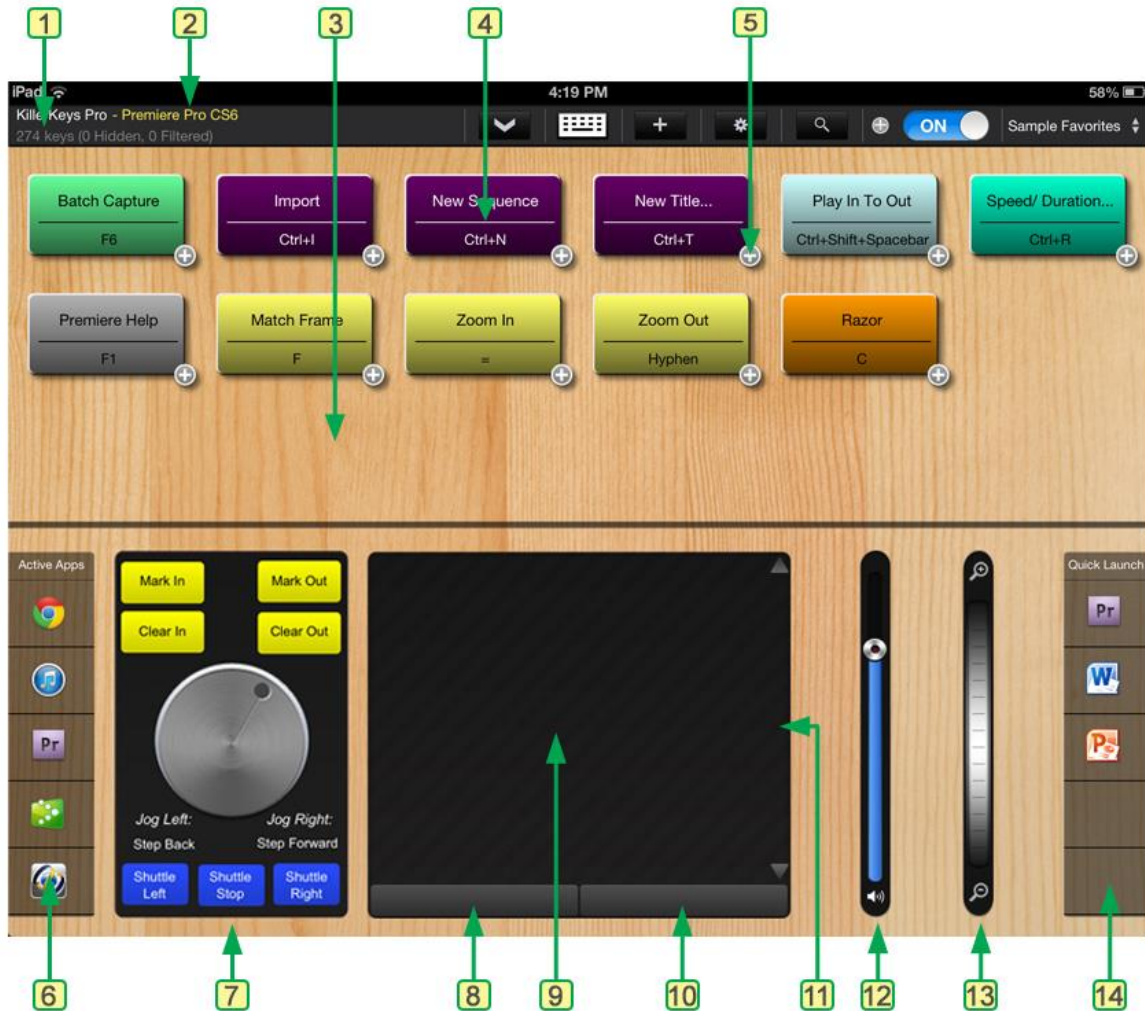 1 2 3 4 5
iPad 4:19 PM 58%
KillerKeys Pro - Premiere Pro CS6
274 keys (0 Hidden, 0 Filtered)
ON Sample Favorites
Batch Capture Import New Sequence New Title... Play In To Out Speed/ Duration...
F6 Ctrl+I Ctrl+N Ctrl+T Ctrl+Shift+Spacebar Ctrl+R
Premiere Help Match Frame Zoom In Zoom Out Razor
F1 F = Hyphen C
Active Apps
Quick Launch
Mark In Mark Out
Clear In Clear Out
Pr
W
P
Pr
Jog Left: Jog Right:
Step Back Step Forward
Shuttle Left Shuttle Stop Shuttle Right
6 7 8 9 10 11 12 13 14